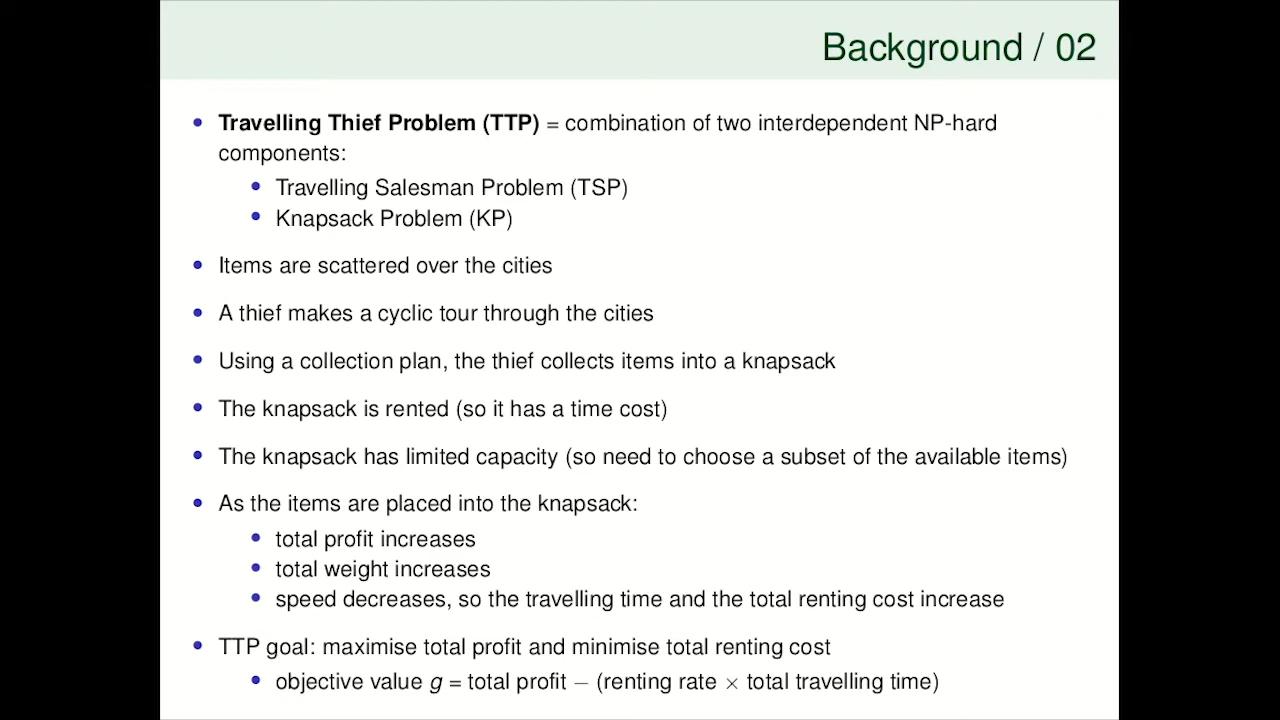 Background / 02
• Travelling Thief Problem (TTP) = combination of two interdependent NP-hard
components:
• Travelling Salesman Problem (TSP)
• Knapsack Problem (KP)
• Items are scattered over the cities
• A thief makes a cyclic tour through the cities
• Using a collection plan, the thief collects items into a knapsack
• The knapsack is rented (so it has a time cost)
• The knapsack has limited capacity (so need to choose a subset of the available items)
• As the items are placed into the knapsack:
• total profit increases
• total weight increases
• speed decreases, so the travelling time and the total renting cost increase
• TTP goal: maximise total profit and minimise total renting cost
• objective value g = total profit − (renting rate × total travelling time)